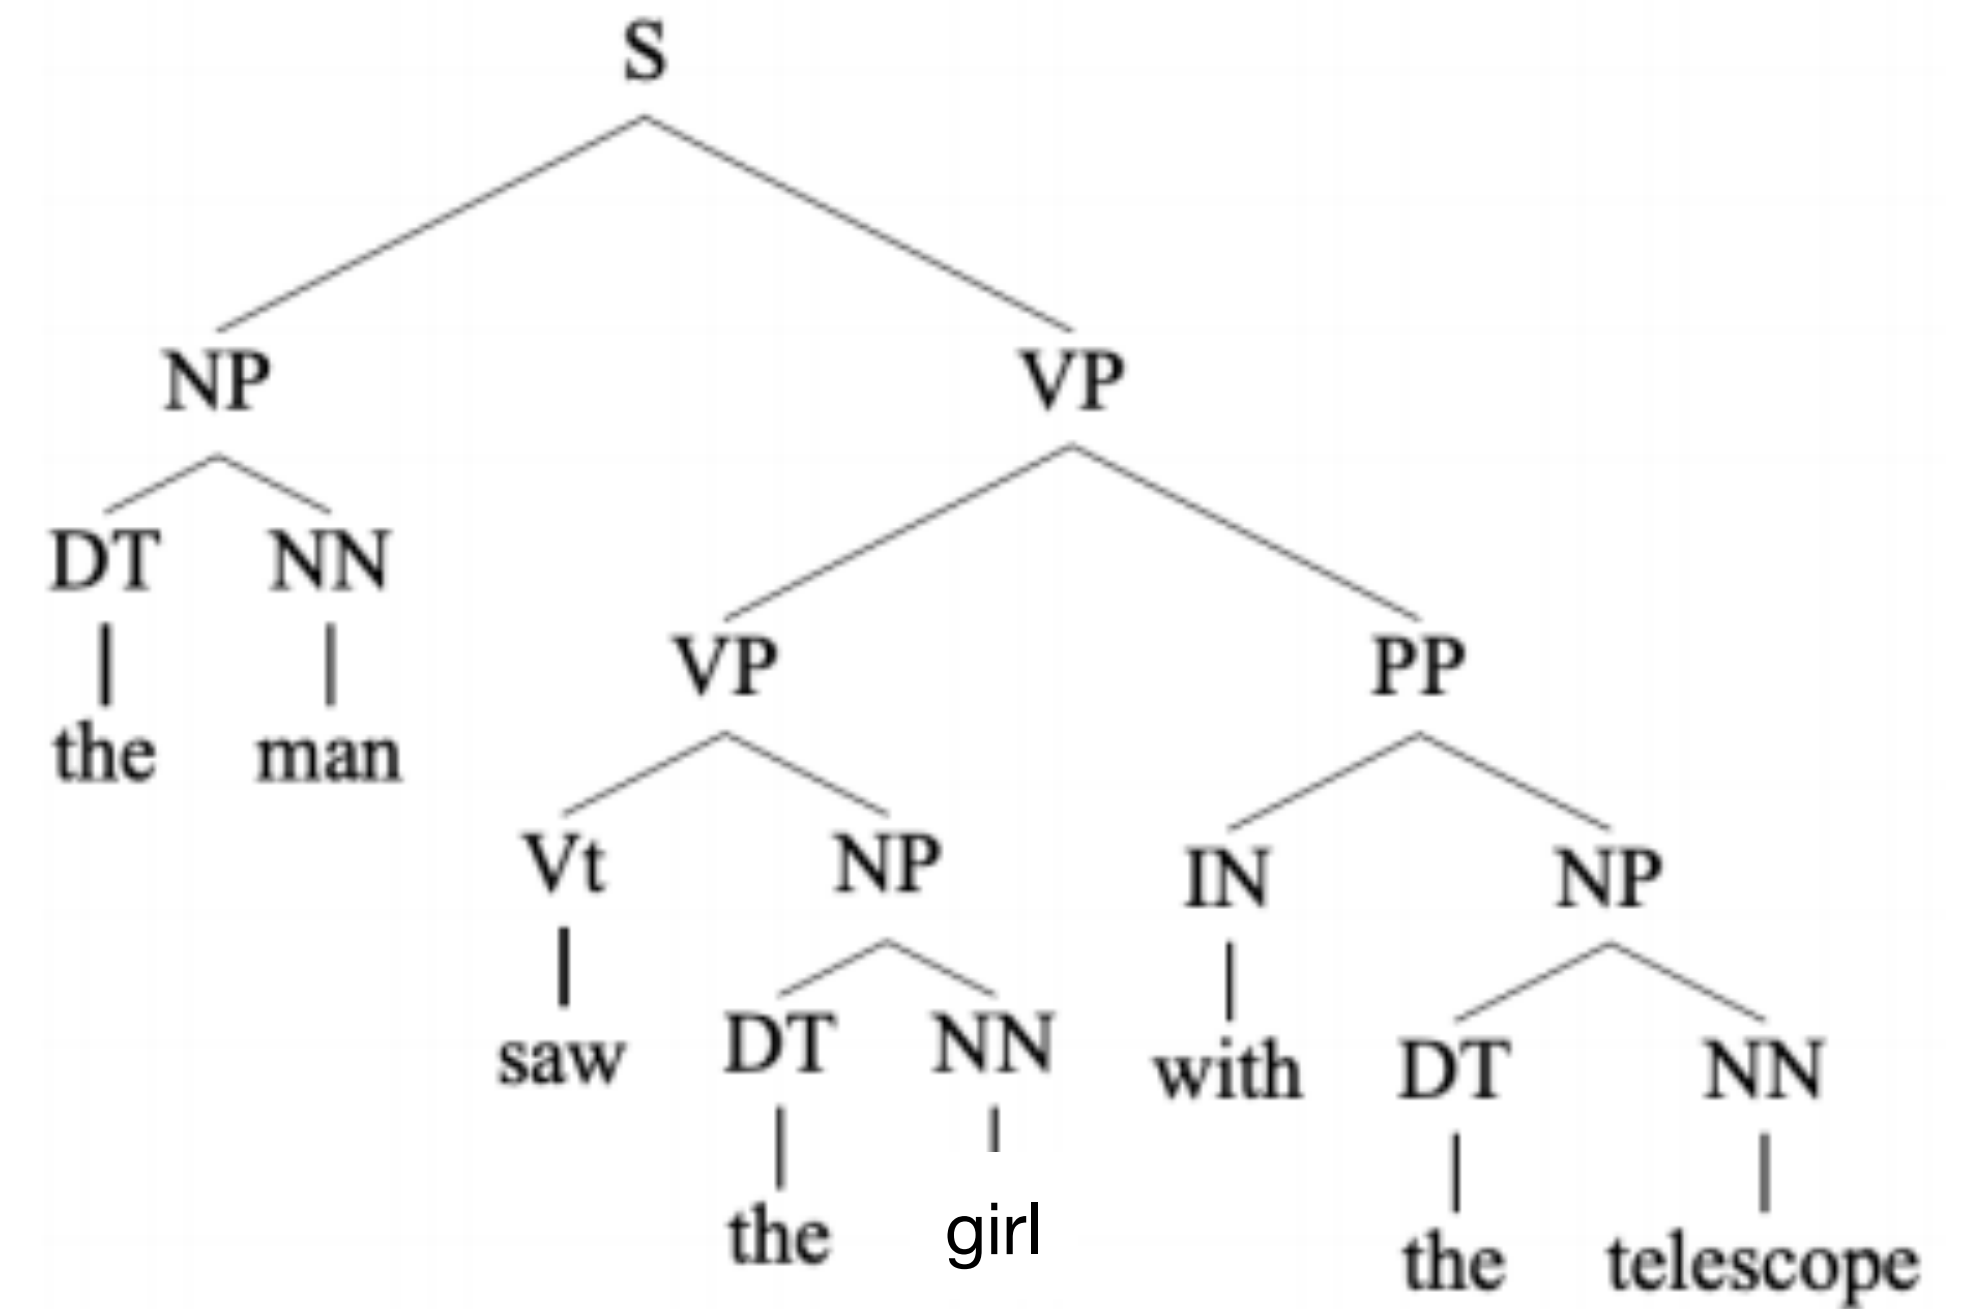 S
NP VP
DT NN
VP PP
the man
Vt NP IN NP
saw DT NN with DT NN
the girl the telescope